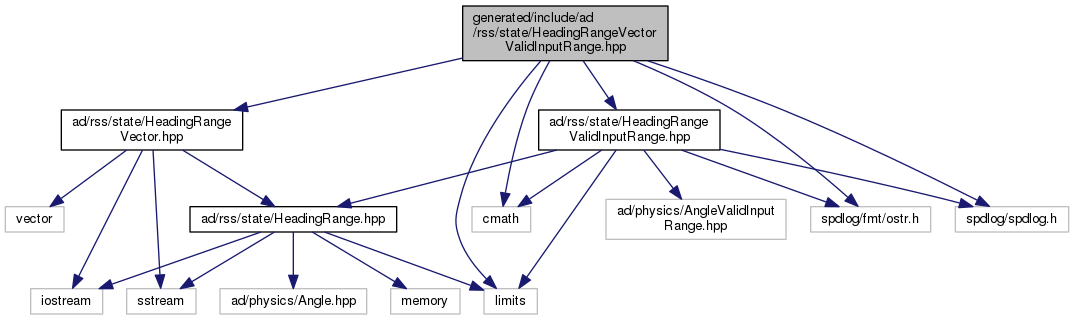 generated/include/ad
/rss/state/HeadingRangeVector
ValidInputRange.hpp
ad/rss/state/HeadingRange
Vector.hpp
ad/rss/state/HeadingRange
ValidInputRange.hpp
vector
ad/rss/state/HeadingRange.hpp
cmath
ad/physics/AngleValidInput
Range.hpp
spdlog/fmt/ostr.h
spdlog/spdlog.h
iostream
sstream
ad/physics/Angle.hpp
memory
limits